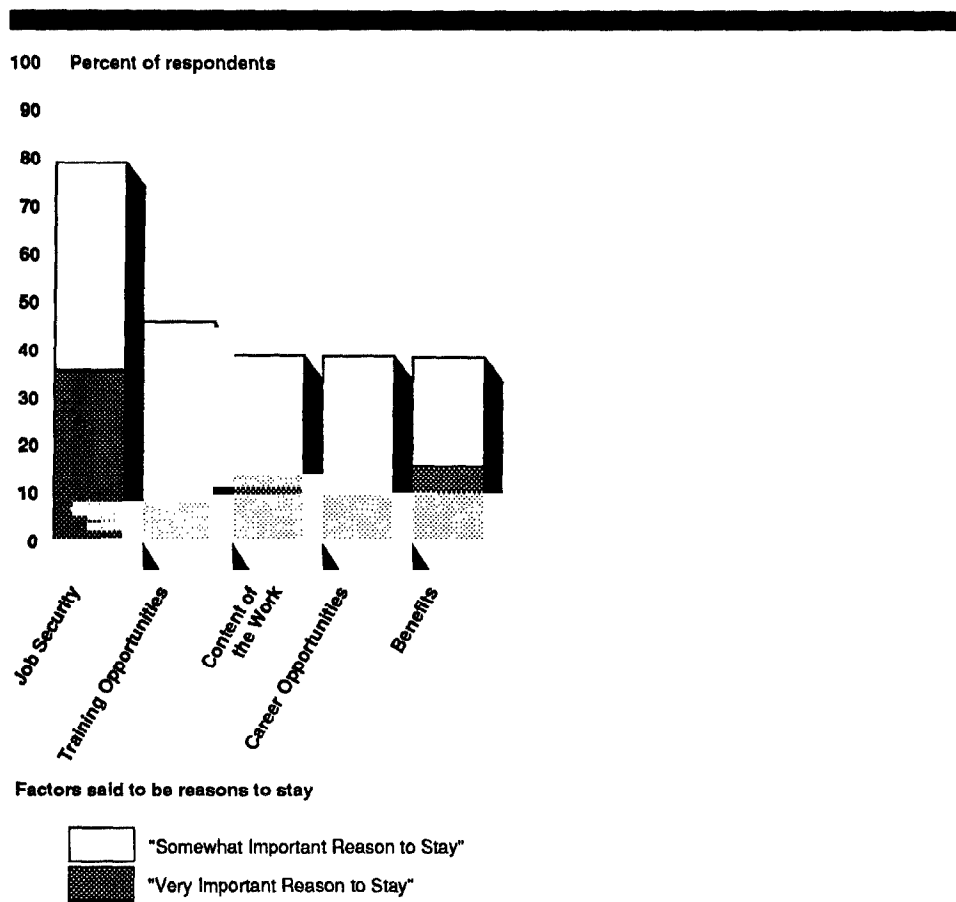 100 Percent of respondents
90
80
70
60
50
40
30
20
10
0
Job Security
Training Opportunities
Content of
the Work
Career Opportunities
Benefits
Factors said to be reasons to stay
"Somewhat Important Reason to Stay"
"Very Important Reason to Stay"